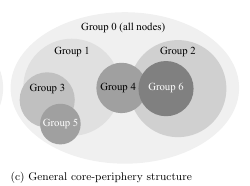 Group 0 (all nodes)
Group 1
Group 2
Group 3
Group 4
Group 6
Group 5
(c) General core-periphery structure